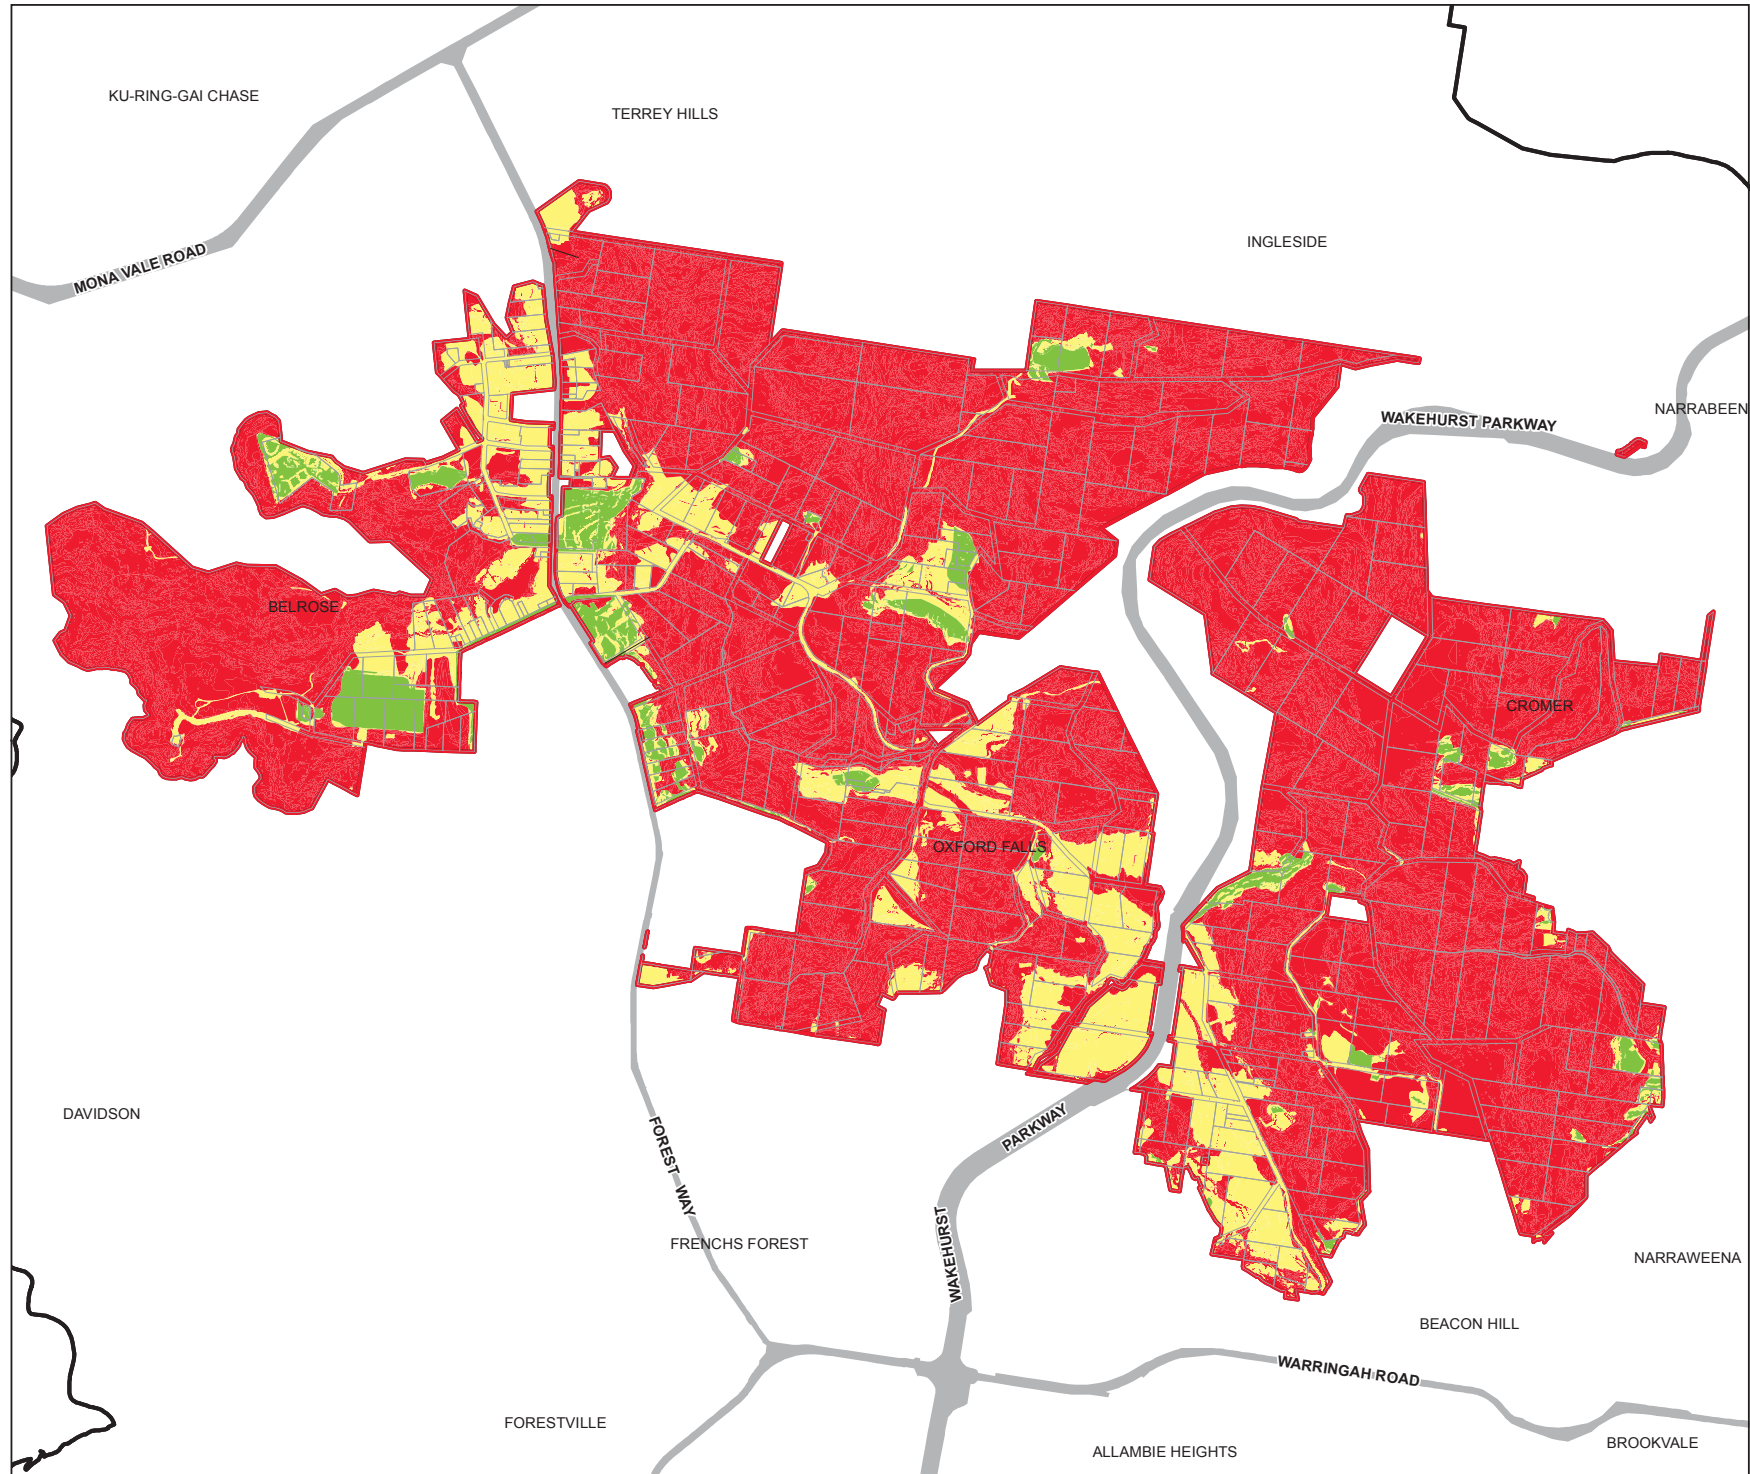 KU-RING-GAI CHASE
TERREY HILLS
INGLESIDE
MONA VALE ROAD
NARRABEEN
WAKEHURST PARKWAY
BELROSE
CROMER
OXFORD FALLS
DAVIDSON
PARKWAY
FOREST WAY
FRENCHS FOREST
WAKEHURST
NARRAWEENA
BEACON HILL
WARRINGAH ROAD
FORESTVILLE
ALLAMBIE HEIGHTS
BROOKVALE